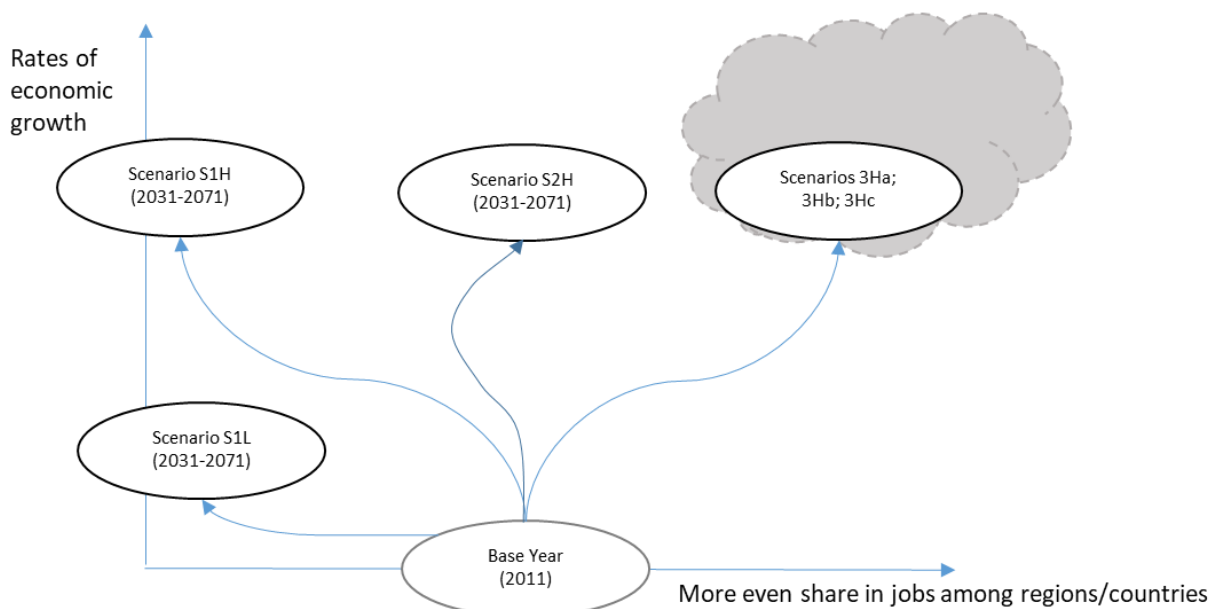 Rates of
economic
growth
Scenario S1H
(2031-2071)
Scenario S2H
(2031-2071)
Scenarios 3Ha;
3Hb; 3Hc
Scenario S1L
(2031-2071)
Base Year
(2011)
More even share in jobs among regions/countries